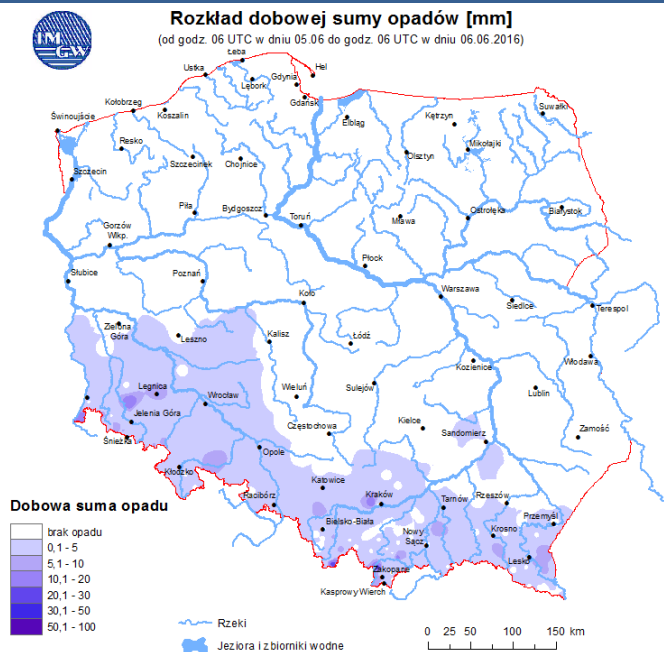 IM
GW
Rozkład dobowej sumy opadów [mm]
(od godz. 06 UTC w dniu 05.06 do godz. 06 UTC w dniu 06.06.2016)
Łeba
Ustka
Hel
Gdynia
Lębork
Gdańsk
Kołobrzeg
Koszalin
Suwałki
Świnoujście
Elbląg
Kętrzyn
Resko
Mikołajki
Szczecinek
Chojnice
Olsztyn
Szczecin
Piła
Bydgoszcz
Toruń
Mława
Ostrołęka
Białystok
Gorzów
Wlkp.
Płock
Słubice
Poznań
Warszawa
Koło
Siedlce
Terespol
Zielona
Góra
Leszno
Kalisz
Łódź
Kozienice
Włodawa
Legnica
Wrocław
Wieluń
Sulejów
Lublin
Jelenia Góra
Śnieżka
Częstochowa
Kielce
Sandomierz
Zamość
Opole
Kłodzko
Katowice
Racibórz
Kraków
Tarnów
Rzeszów
Przemyśl
Bielsko-Biała
Nowy
Sącz
Krosno
Lesko
Zakopane
Kasprowy Wierch
Dobowa suma opadu
brak opadu
0,1 - 5
5,1 - 10
10,1 - 20
20,1 - 30
30,1 - 50
50,1 - 100
Rzeki
Jeziora i zbiorniki wodne
0 25 50 100 150 km